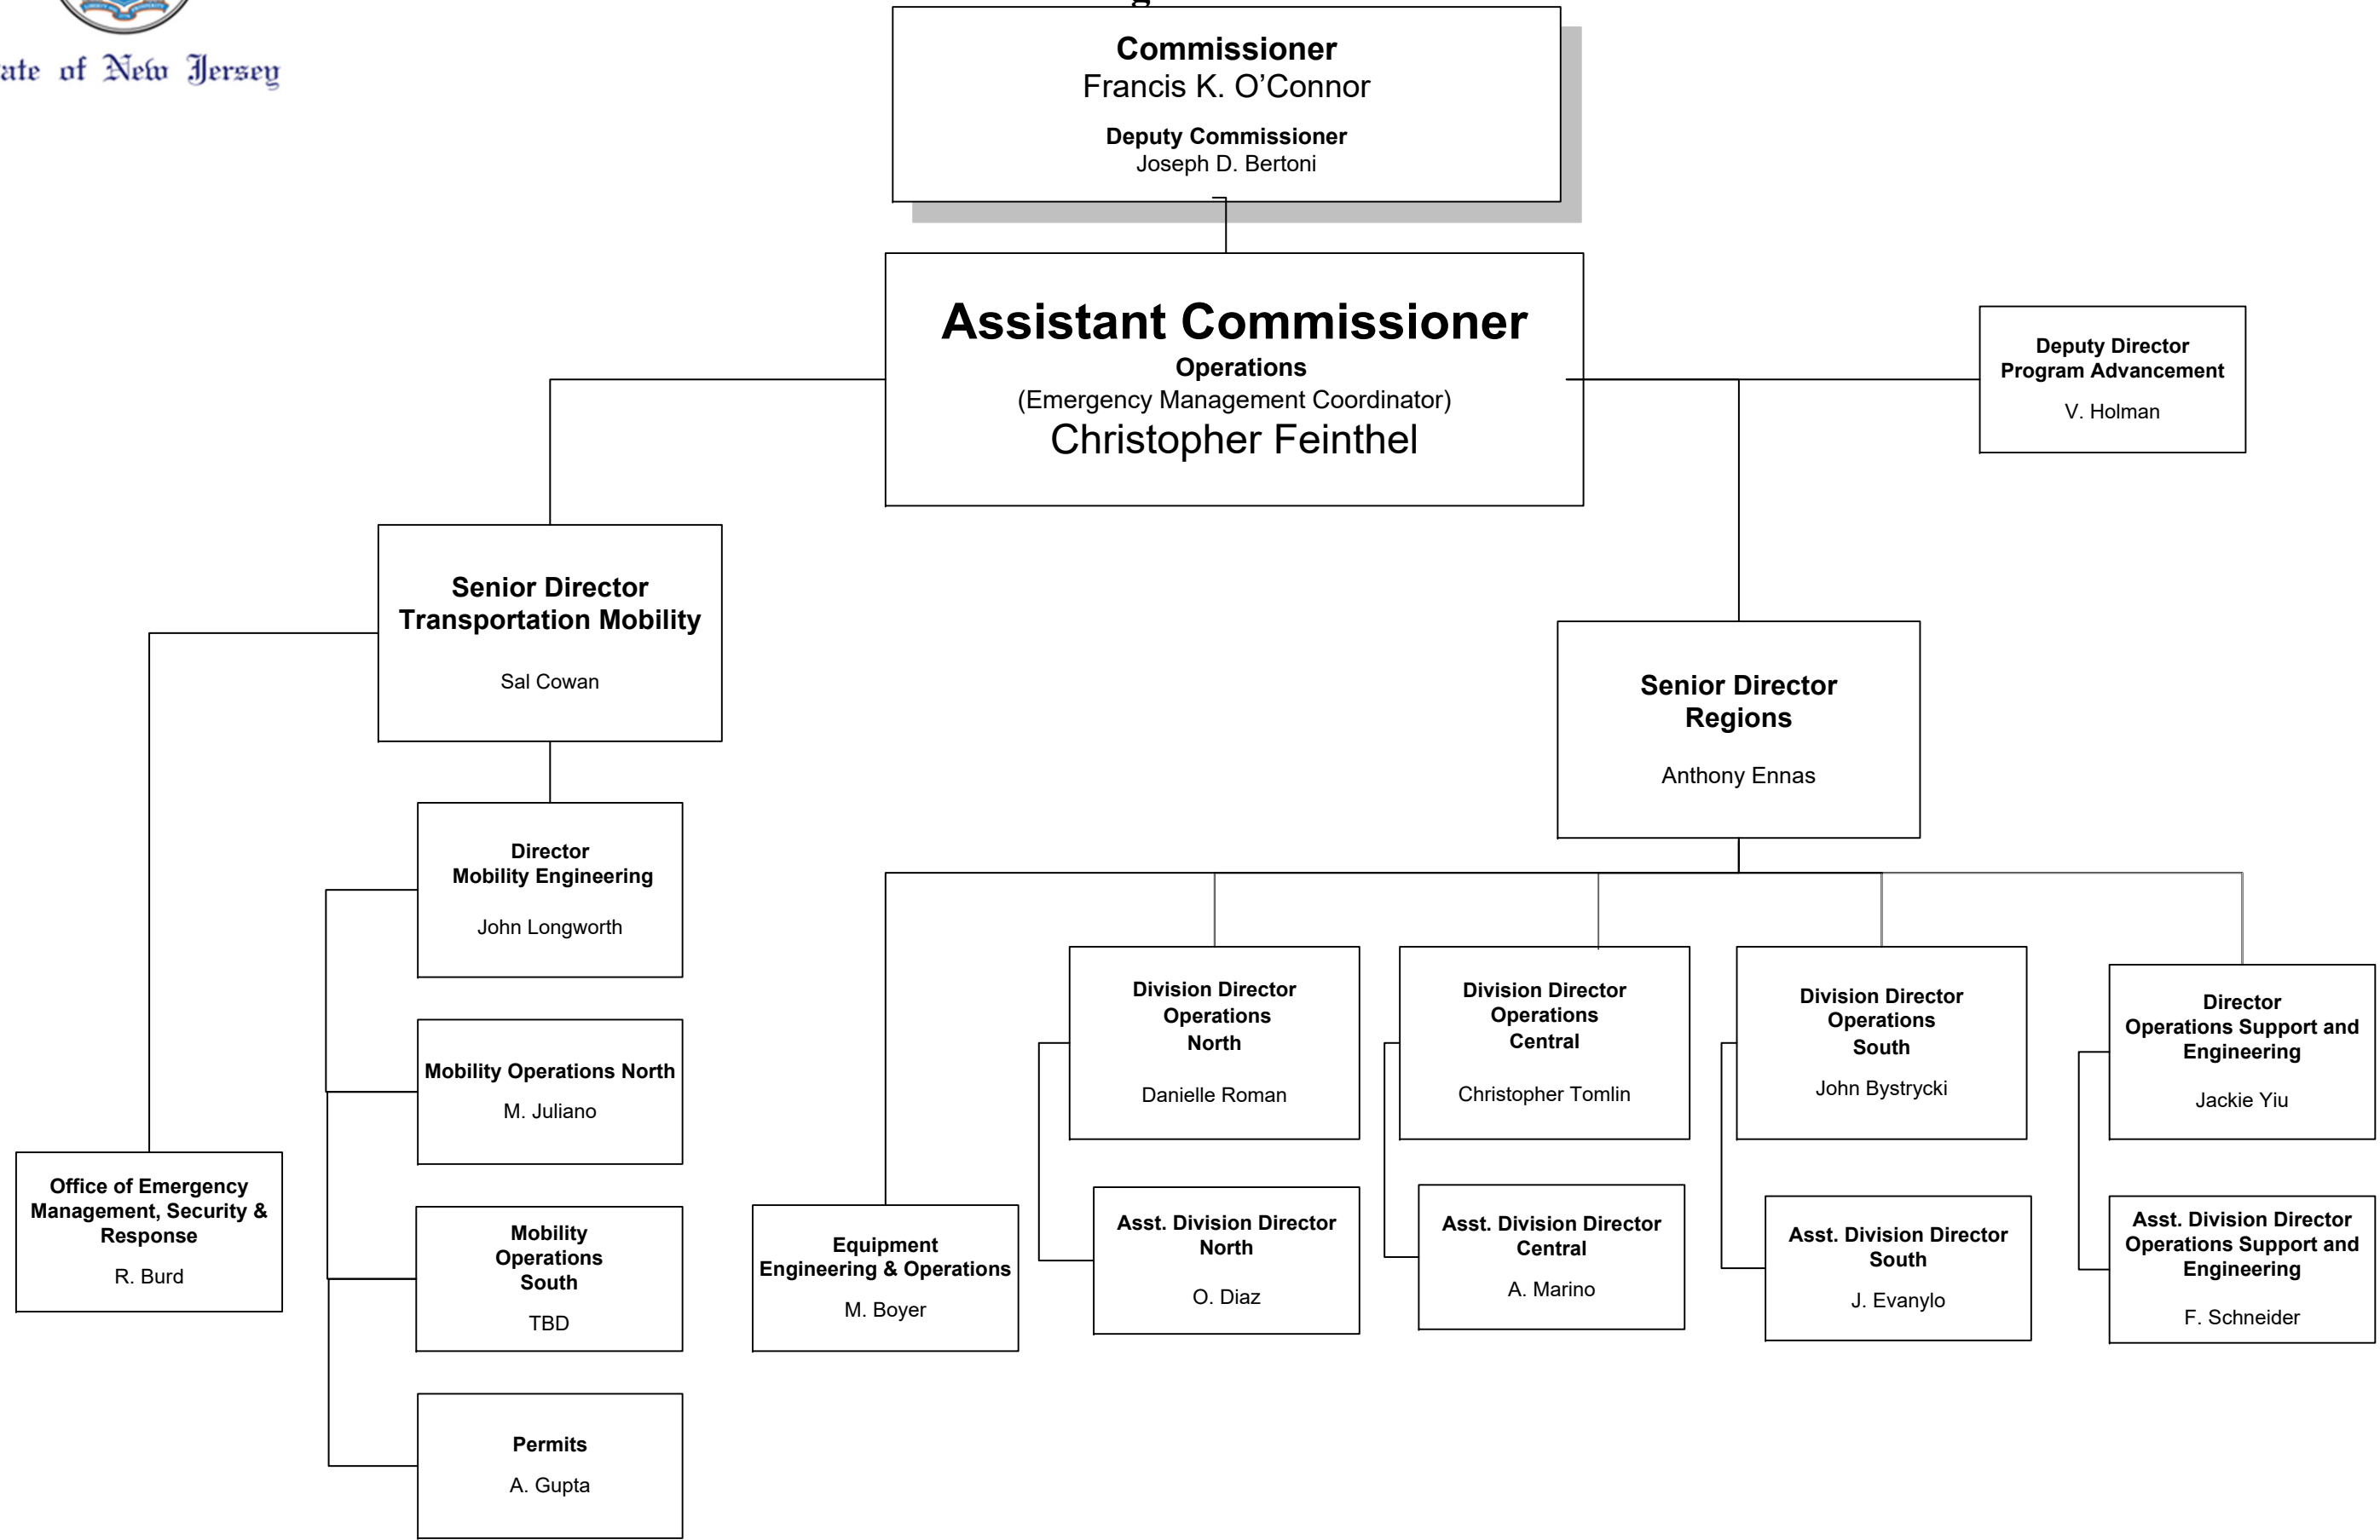 ate of New Jersey
Commissioner
Francis K. O’Connor
Deputy Commissioner
Joseph D. Bertoni
Assistant Commissioner
Operations
(Emergency Management Coordinator)
Christopher Feinthel
Deputy Director
Program Advancement
V. Holman
Senior Director
Transportation Mobility
Sal Cowan
Senior Director
Regions
Anthony Ennas
Director
Mobility Engineering
John Longworth
Mobility Operations North
M. Juliano
Office of Emergency
Management, Security &
Response
R. Burd
Mobility
Operations
South
TBD
Permits
A. Gupta
Equipment
Engineering & Operations
M. Boyer
Division Director
Operations
North
Danielle Roman
Asst. Division Director
North
O. Diaz
Division Director
Operations
Central
Christopher Tomlin
Asst. Division Director
Central
A. Marino
Division Director
Operations
South
John Bystrycki
Asst. Division Director
South
J. Evanylo
Director
Operations Support and
Engineering
Jackie Yiu
Asst. Division Director
Operations Support and
Engineering
F. Schneider